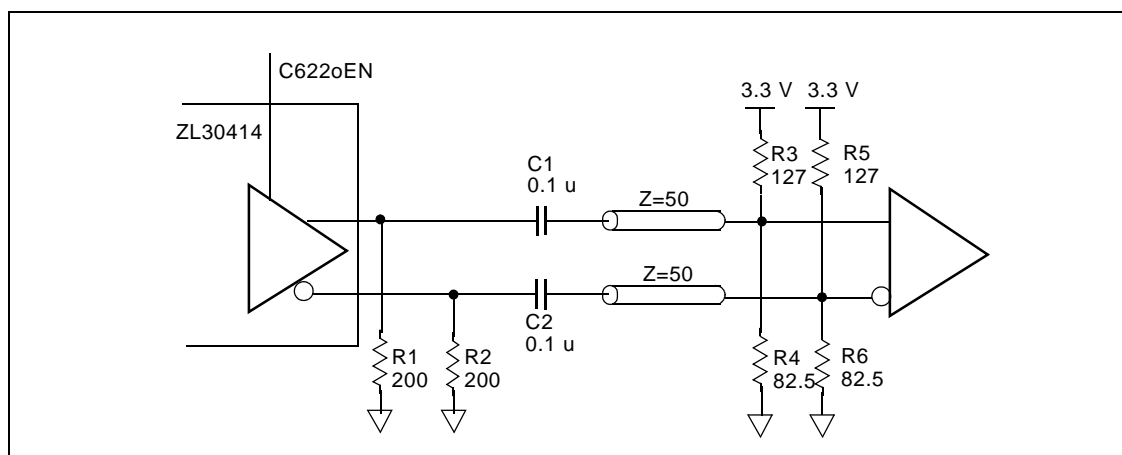 C622oEN
ZL30414
C1
0.1 u
Z=50
3.3 V
3.3 V
R3
127
R5
127
Z=50
C2
0.1 u
R1
200
R2
200
R4
82.5
R6
82.5